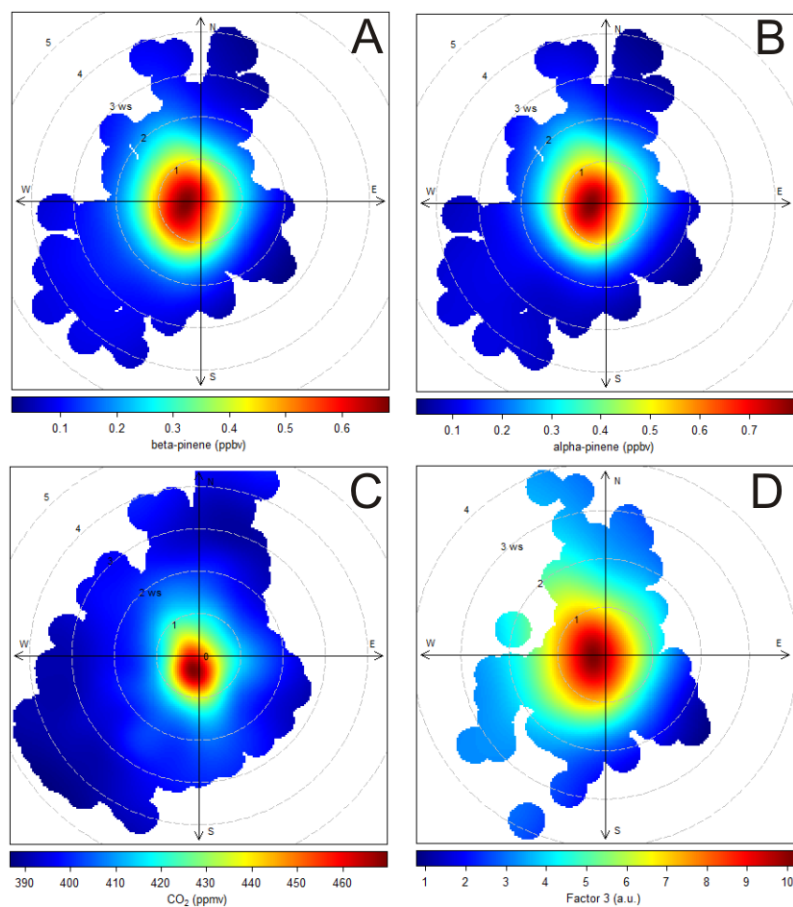 A
N
5
4
3 ws
2
1
W
E
S
0.1 0.2 0.3 0.4 0.5 0.6
beta-pinene (ppbv)
B
N
5
4
3 ws
2
1
W
E
S
0.1 0.2 0.3 0.4 0.5 0.6 0.7
alpha-pinene (ppbv)
C
N
5
4
2 ws
1
0
W
E
S
390 400 410 420 430 440 450 460
CO2 (ppmv)
D
N
4
3 ws
2
1
W
E
S
1 2 3 4 5 6 7 8 9 10
Factor 3 (a.u.)